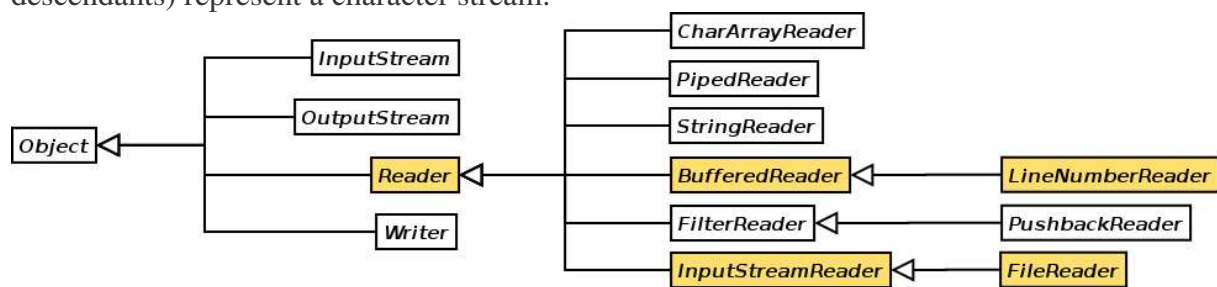 descendants) represent a character stream.
CharArrayReader
InputStream
PipedReader
OutputStream
StringReader
Object
Reader
BufferedReader
LineNumberReader
Writer
FilterReader
PushbackReader
InputStreamReader
FileReader